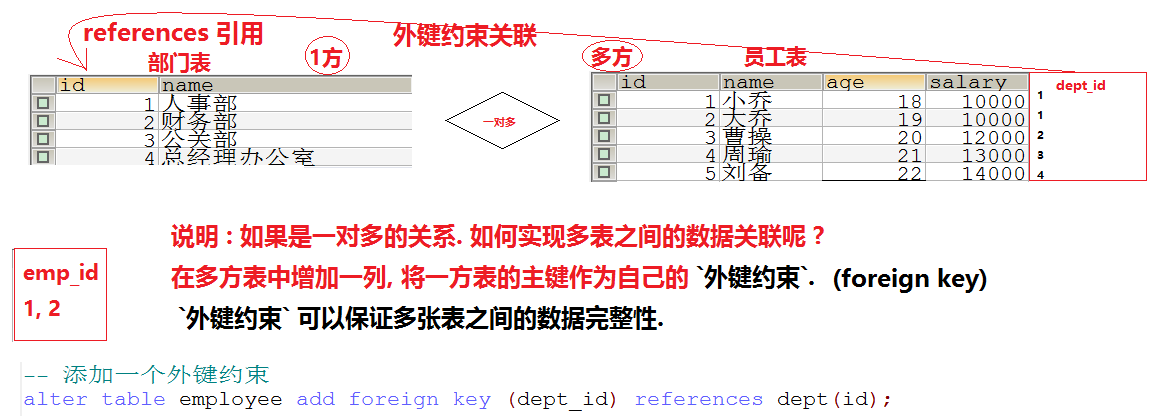 references 引用
外键约束关联
部门表
1方
多方
员工表
id name
1 人事部
2 财务部
3 公关部
4 总经理办公室
一对多
id name age salary dept_id
1 小乔 18 10000 1
2 大乔 19 10000 1
3 曹操 20 12000 2
4 周瑜 21 13000 3
5 刘备 22 14000 4
说明 : 如果是一对多的关系. 如何实现多表之间的数据关联呢 ?
在多方表中增加一列, 将一方表的主键作为自己的 `外键约束`. (foreign key)
`外键约束` 可以保证多张表之间的数据完整性.
emp_id
1, 2
-- 添加一个外键约束
alter table employee add foreign key (dept_id) references dept(id);